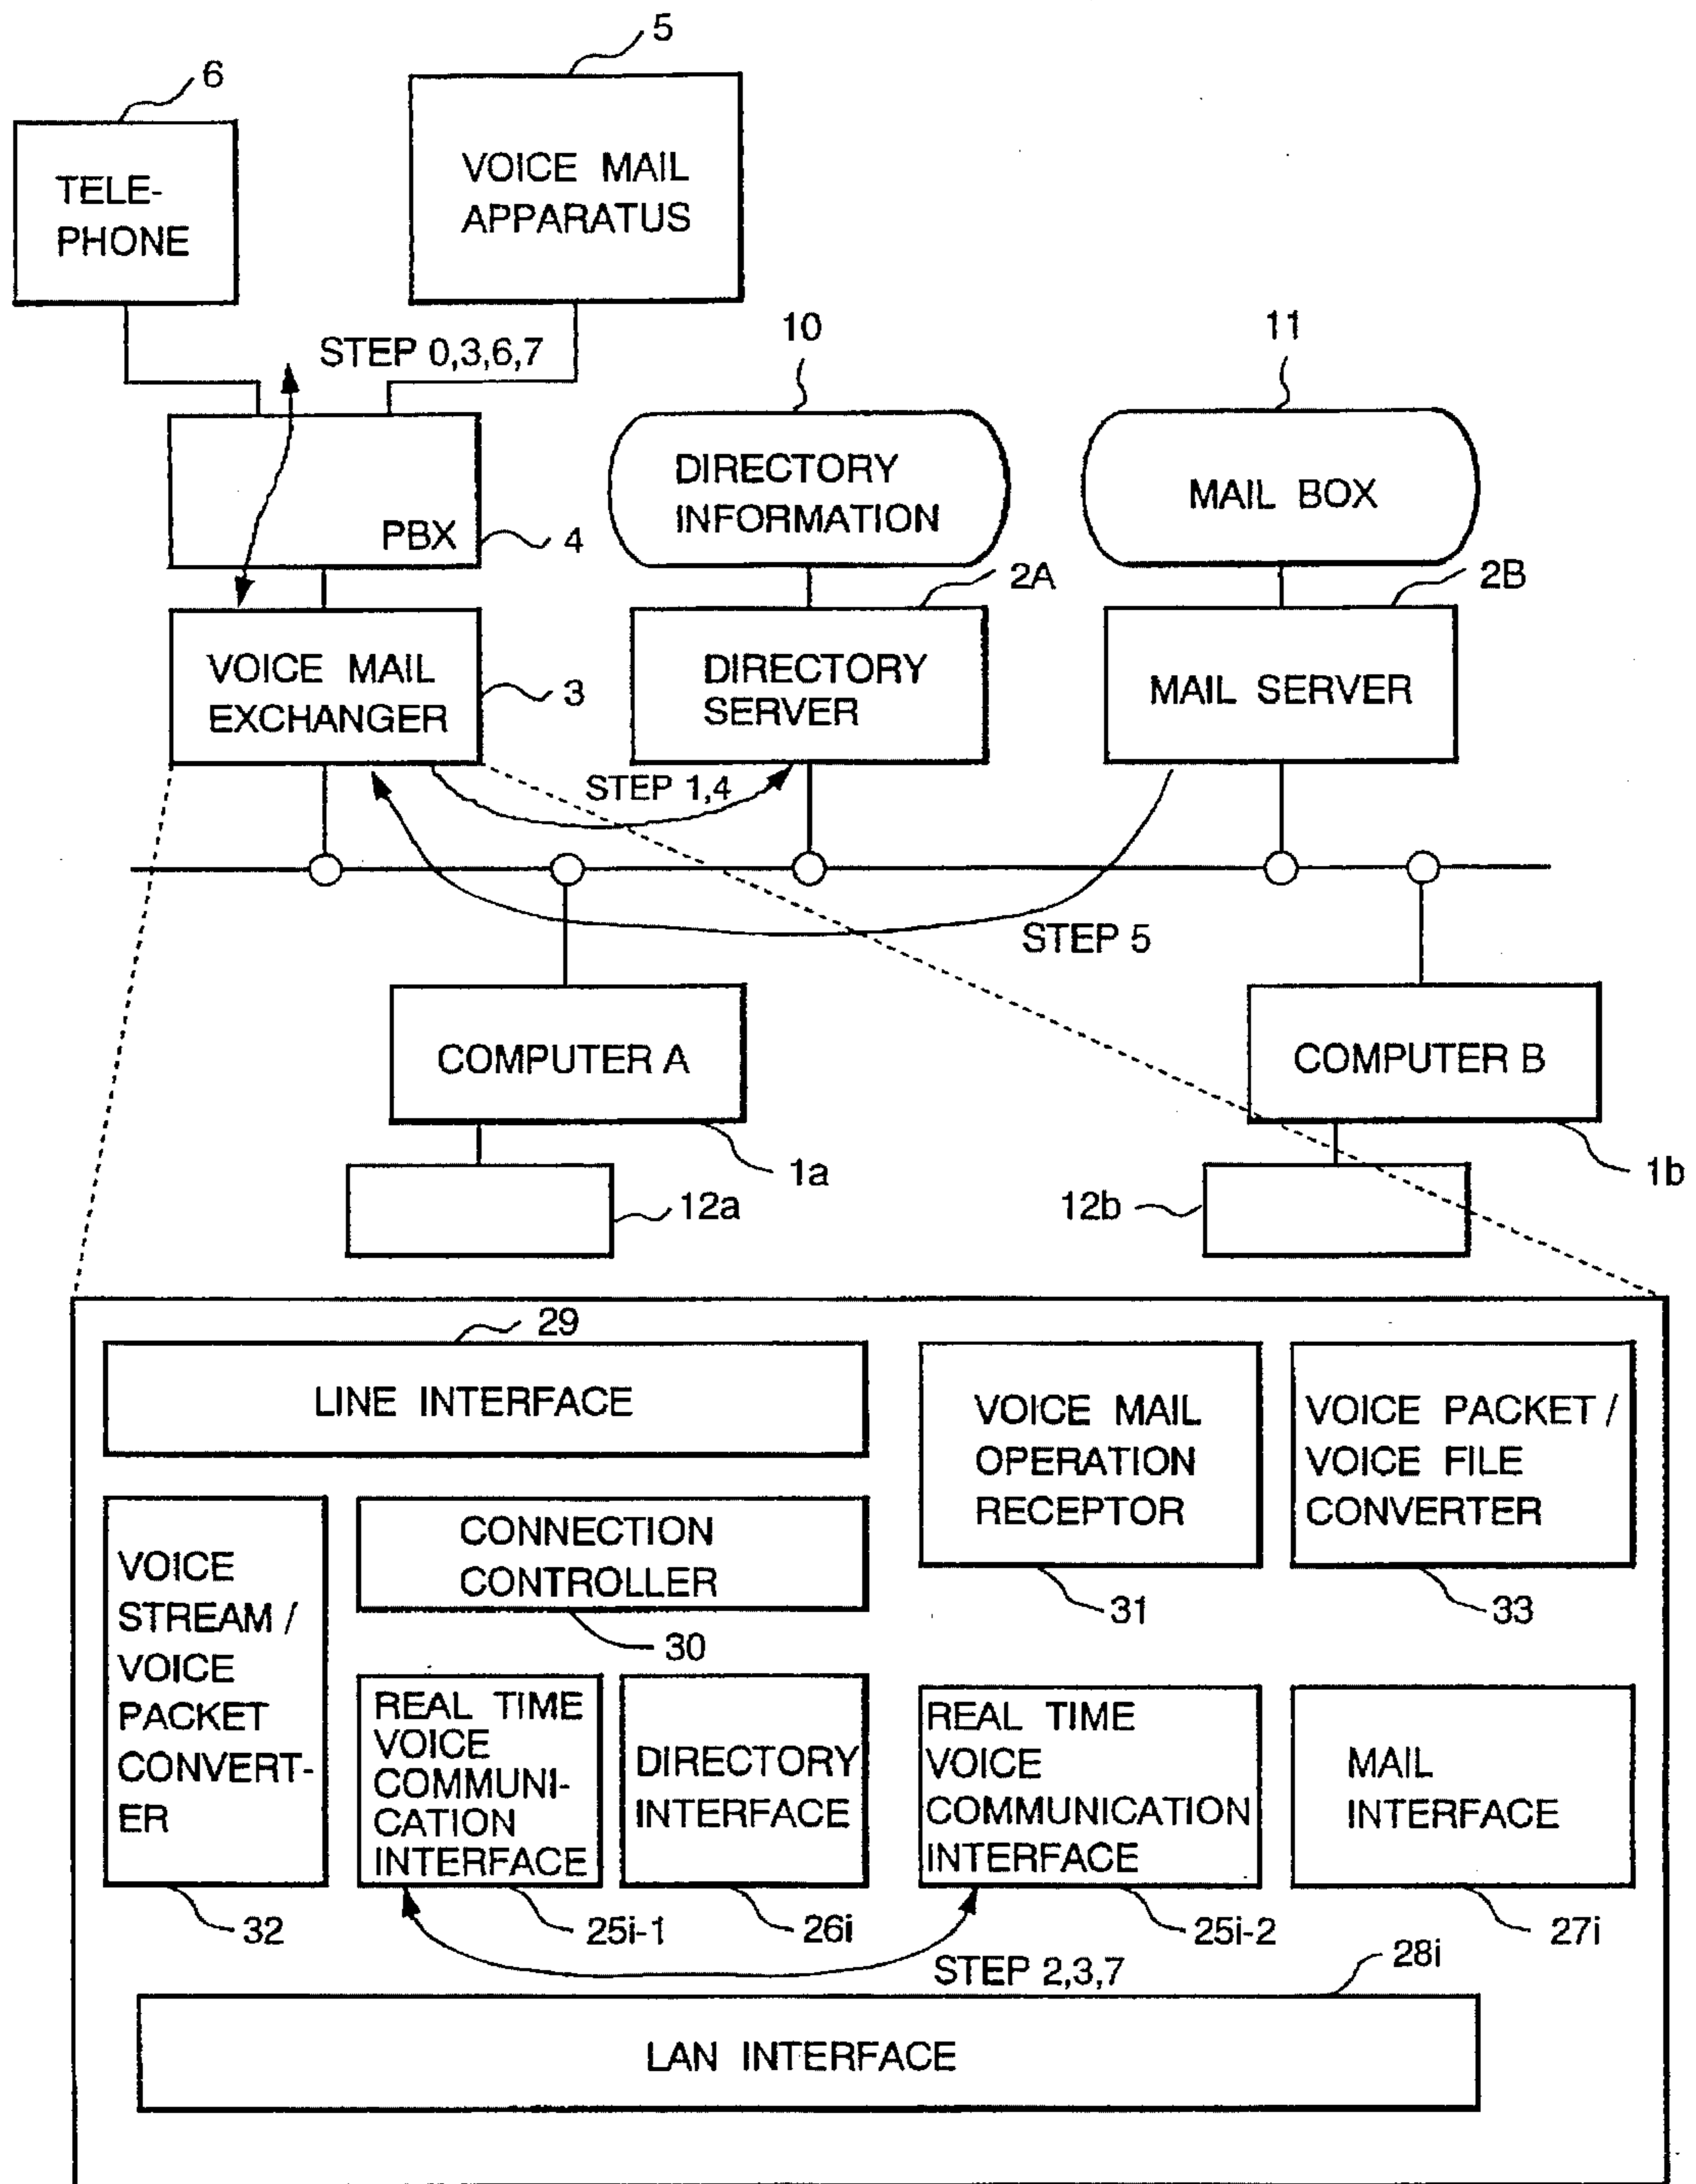 5
6
TELE-
PHONE
VOICE MAIL
APPARATUS
STEP 0,3,6,7
10
11
PBX
4
DIRECTORY
INFORMATION
MAIL BOX
2A
2B
VOICE MAIL
EXCHANGER
3
DIRECTORY
SERVER
MAIL SERVER
STEP 1,4
STEP 5
COMPUTER A
COMPUTER B
1a
1b
12a
12b
29
LINE INTERFACE
VOICE MAIL
OPERATION
RECEPTOR
VOICE PACKET /
VOICE FILE
CONVERTER
31
33
VOICE
STREAM /
VOICE
PACKET
CONVERT-
ER
CONNECTION
CONTROLLER
30
REAL TIME
VOICE
COMMUNI-
CATION
INTERFACE
DIRECTORY
INTERFACE
REAL TIME
VOICE
COMMUNICATION
INTERFACE
MAIL
INTERFACE
32
25i-1
26i
25i-2
27i
STEP 2,3,7
28i
LAN INTERFACE